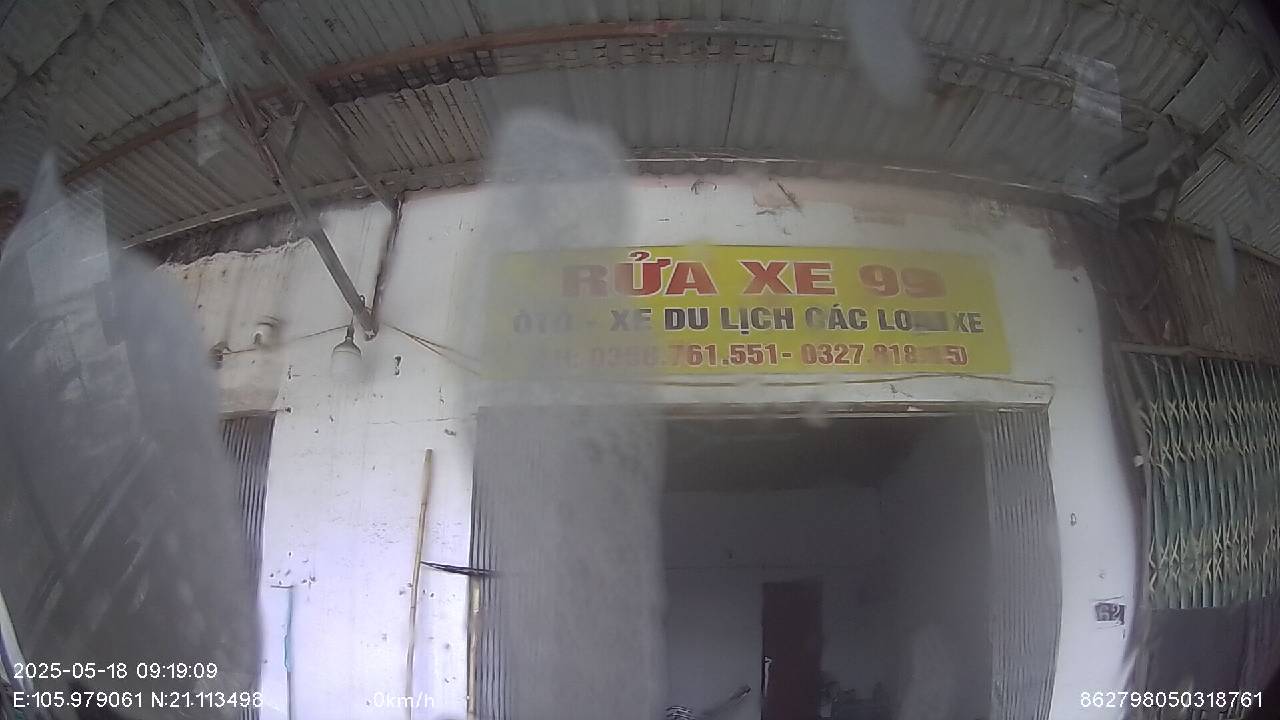 RỬA XE 99
ÔTÔ - XE DU LỊCH CÁC LOẠI XE
761.551 - 0327.818
62
2025-05-18 09:19:09
E:105.979061 N:21.113498 0km/h
862798050318761